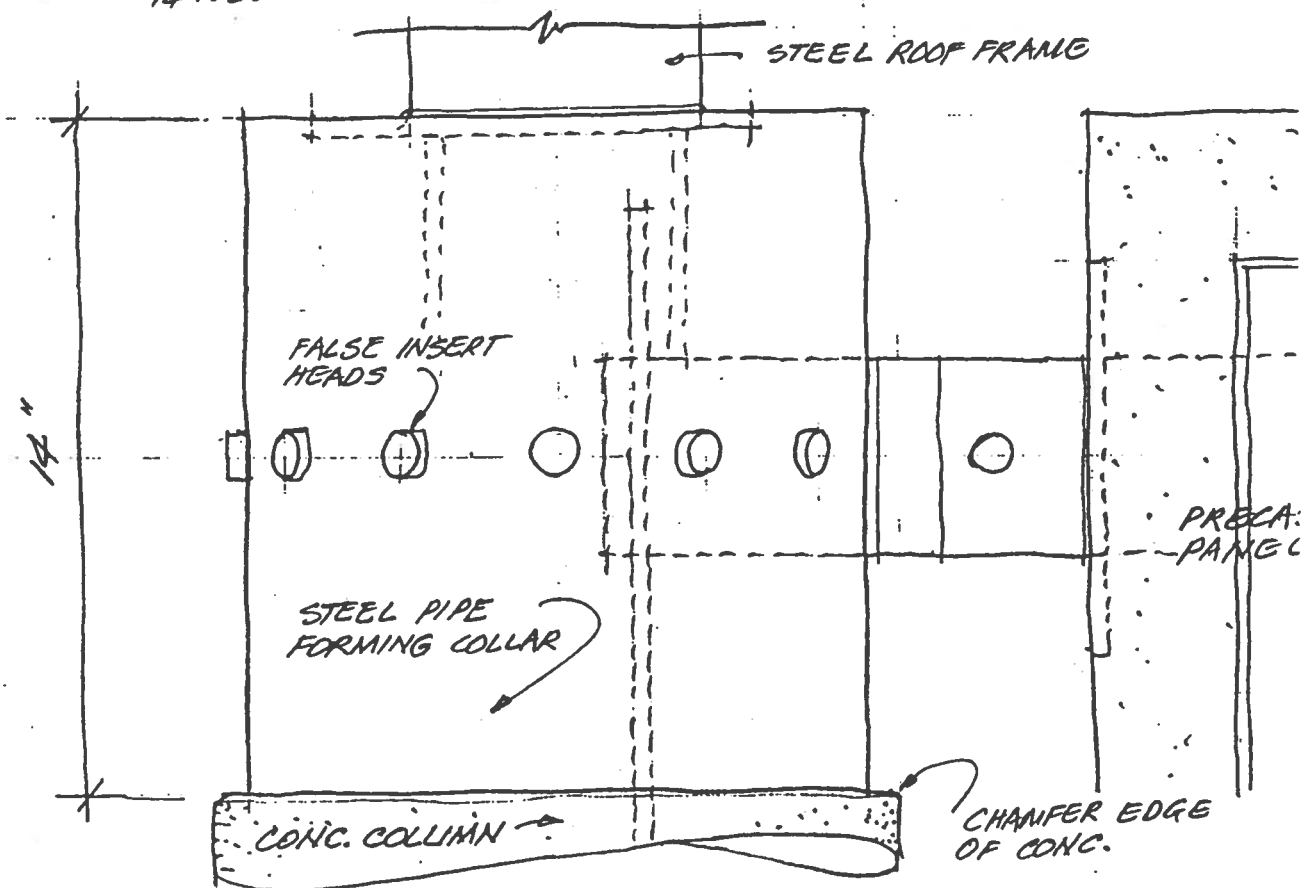 STEEL ROOF FRAME
FALSE INSERT
HEADS
14"
STEEL PIPE
FORMING COLLAR
CONC. COLUMN
CHAMFER EDGE
OF CONC.